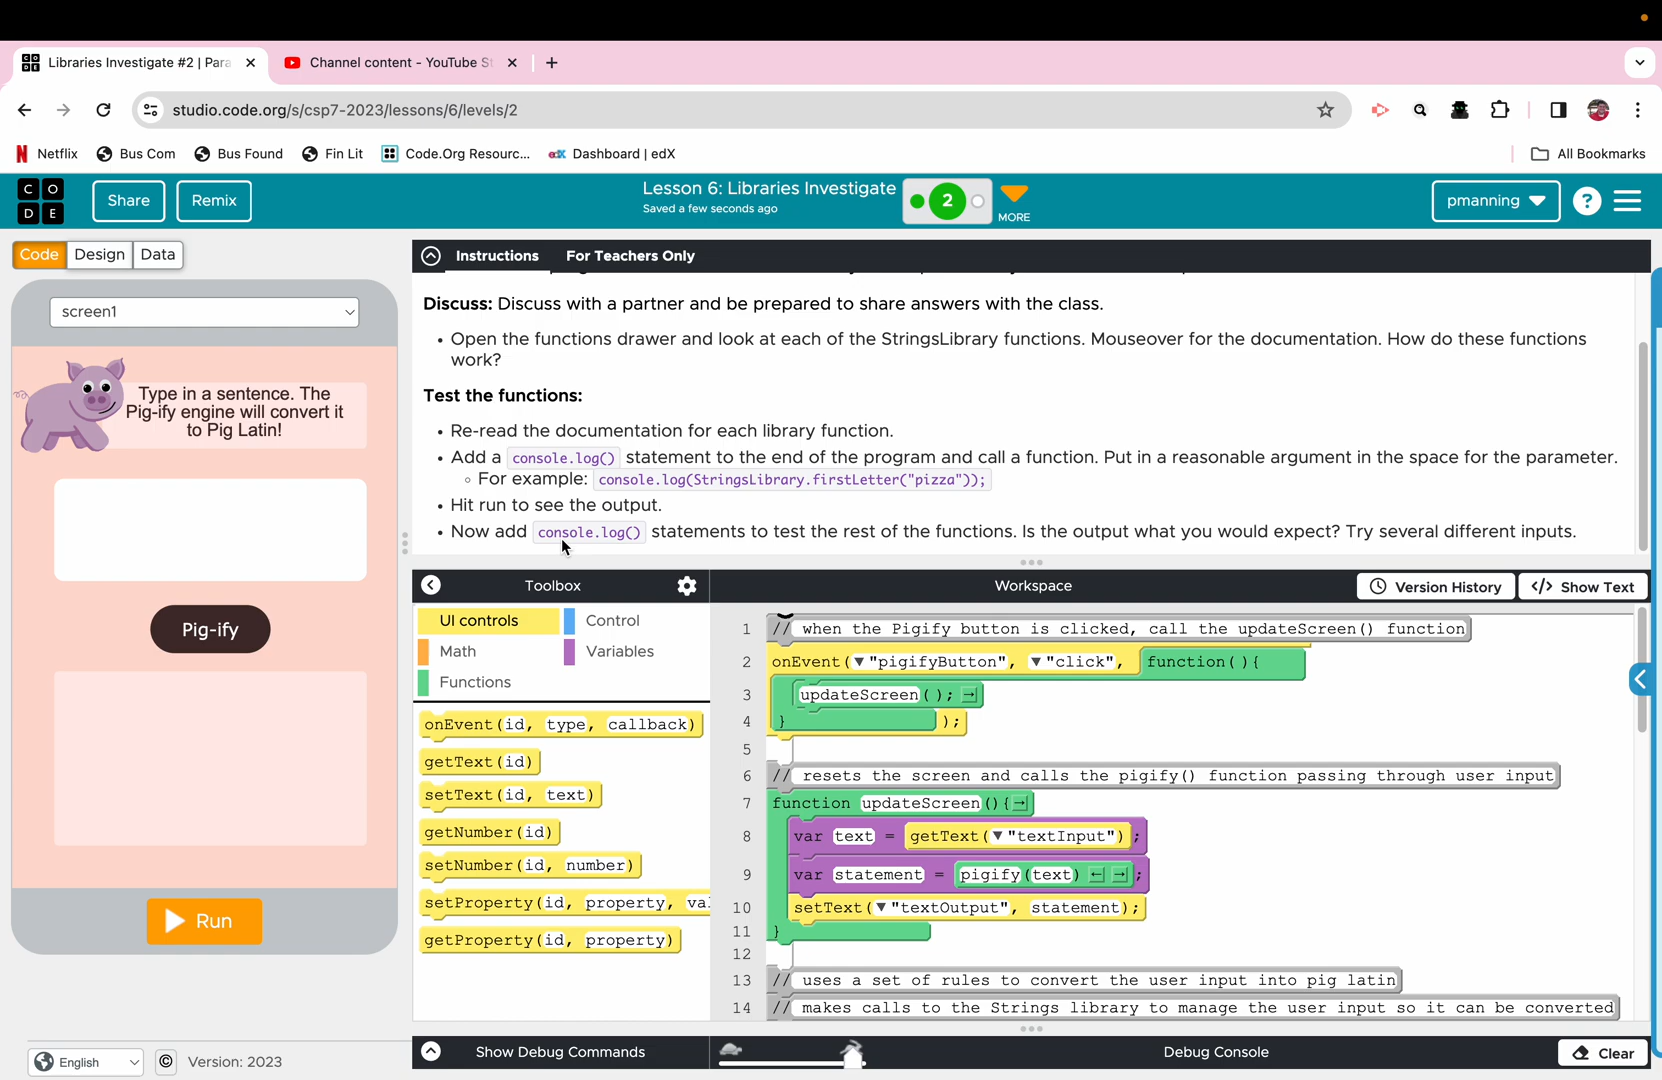 Libraries Investigate #2 | Para
Channel content - YouTube St
studio.code.org/s/csp7-2023/lessons/6/levels/2
Netflix
Bus Com
Bus Found
Fin Lit
Code.Org Resourc...
edX
Dashboard | edX
All Bookmarks
C O
D E
Share
Remix
Lesson 6: Libraries Investigate
Saved a few seconds ago
2
MORE
pmanning
?
Code
Design
Data
Instructions
For Teachers Only
screen1
Type in a sentence. The
Pig-ify engine will convert it
to Pig Latin!
Pig-ify
Run
Discuss: Discuss with a partner and be prepared to share answers with the class.
• Open the functions drawer and look at each of the StringsLibrary functions. Mouseover for the documentation. How do these functions
work?
Test the functions:
• Re-read the documentation for each library function.
• Add a console.log() statement to the end of the program and call a function. Put in a reasonable argument in the space for the parameter.
◦ For example: console.log(StringsLibrary.firstLetter("pizza"));
• Hit run to see the output.
• Now add console.log() statements to test the rest of the functions. Is the output what you would expect? Try several different inputs.
Toolbox
Workspace
Version History
</> Show Text
UI controls
Control
Math
Variables
Functions
onEvent(id, type, callback)
getText(id)
setText(id, text)
getNumber(id)
setNumber(id, number)
setProperty(id, property, val
getProperty(id, property)
1 // when the Pigify button is clicked, call the updateScreen() function
2 onEvent(▼"pigifyButton", ▼"click", function(){
3 updateScreen();→
4 } );
5
6 // resets the screen and calls the pigify() function passing through user input
7 function updateScreen(){→
8 var text = getText(▼"textInput");
9 var statement = pigify(text)←→;
10 setText(▼"textOutput", statement);
11 }
12
13 // uses a set of rules to convert the user input into pig latin
14 // makes calls to the Strings library to manage the user input so it can be converted
English
©
Version: 2023
Show Debug Commands
Debug Console
Clear